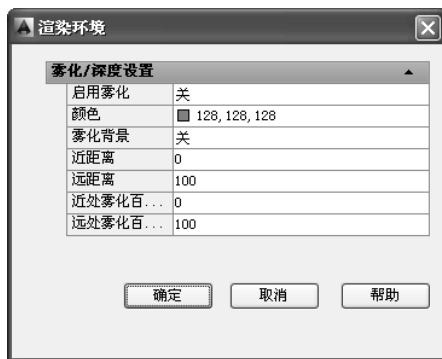 渲染环境
雾化/深度设置
启用雾化 关
颜色 128, 128, 128
雾化背景 关
近距离 0
远距离 100
近处雾化百... 0
远处雾化百... 100
确定 取消 帮助